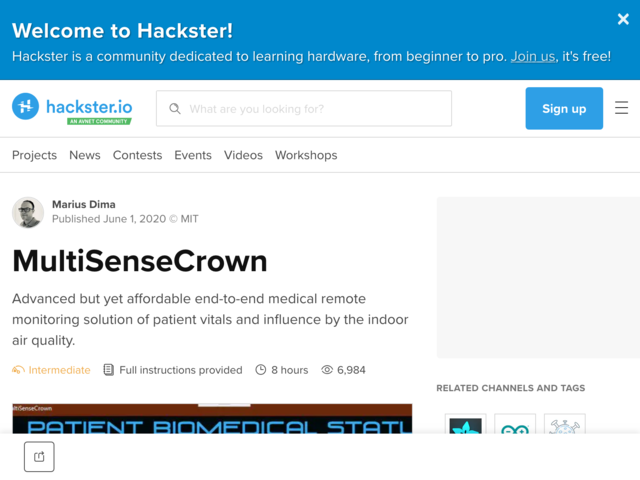 Welcome to Hackster!
Hackster is a community dedicated to learning hardware, from beginner to pro. Join us, it's free!
hackster.io
AN AVNET COMMUNITY
What are you looking for?
Sign up
Projects News Contests Events Videos Workshops
Marius Dima
Published June 1, 2020 © MIT
MultiSenseCrown
Advanced but yet affordable end-to-end medical remote
monitoring solution of patient vitals and influence by the indoor
air quality.
Intermediate Full instructions provided 8 hours 6,984
RELATED CHANNELS AND TAGS
ultiSenseCrown
PATIENT BIOMEDICAL STATU